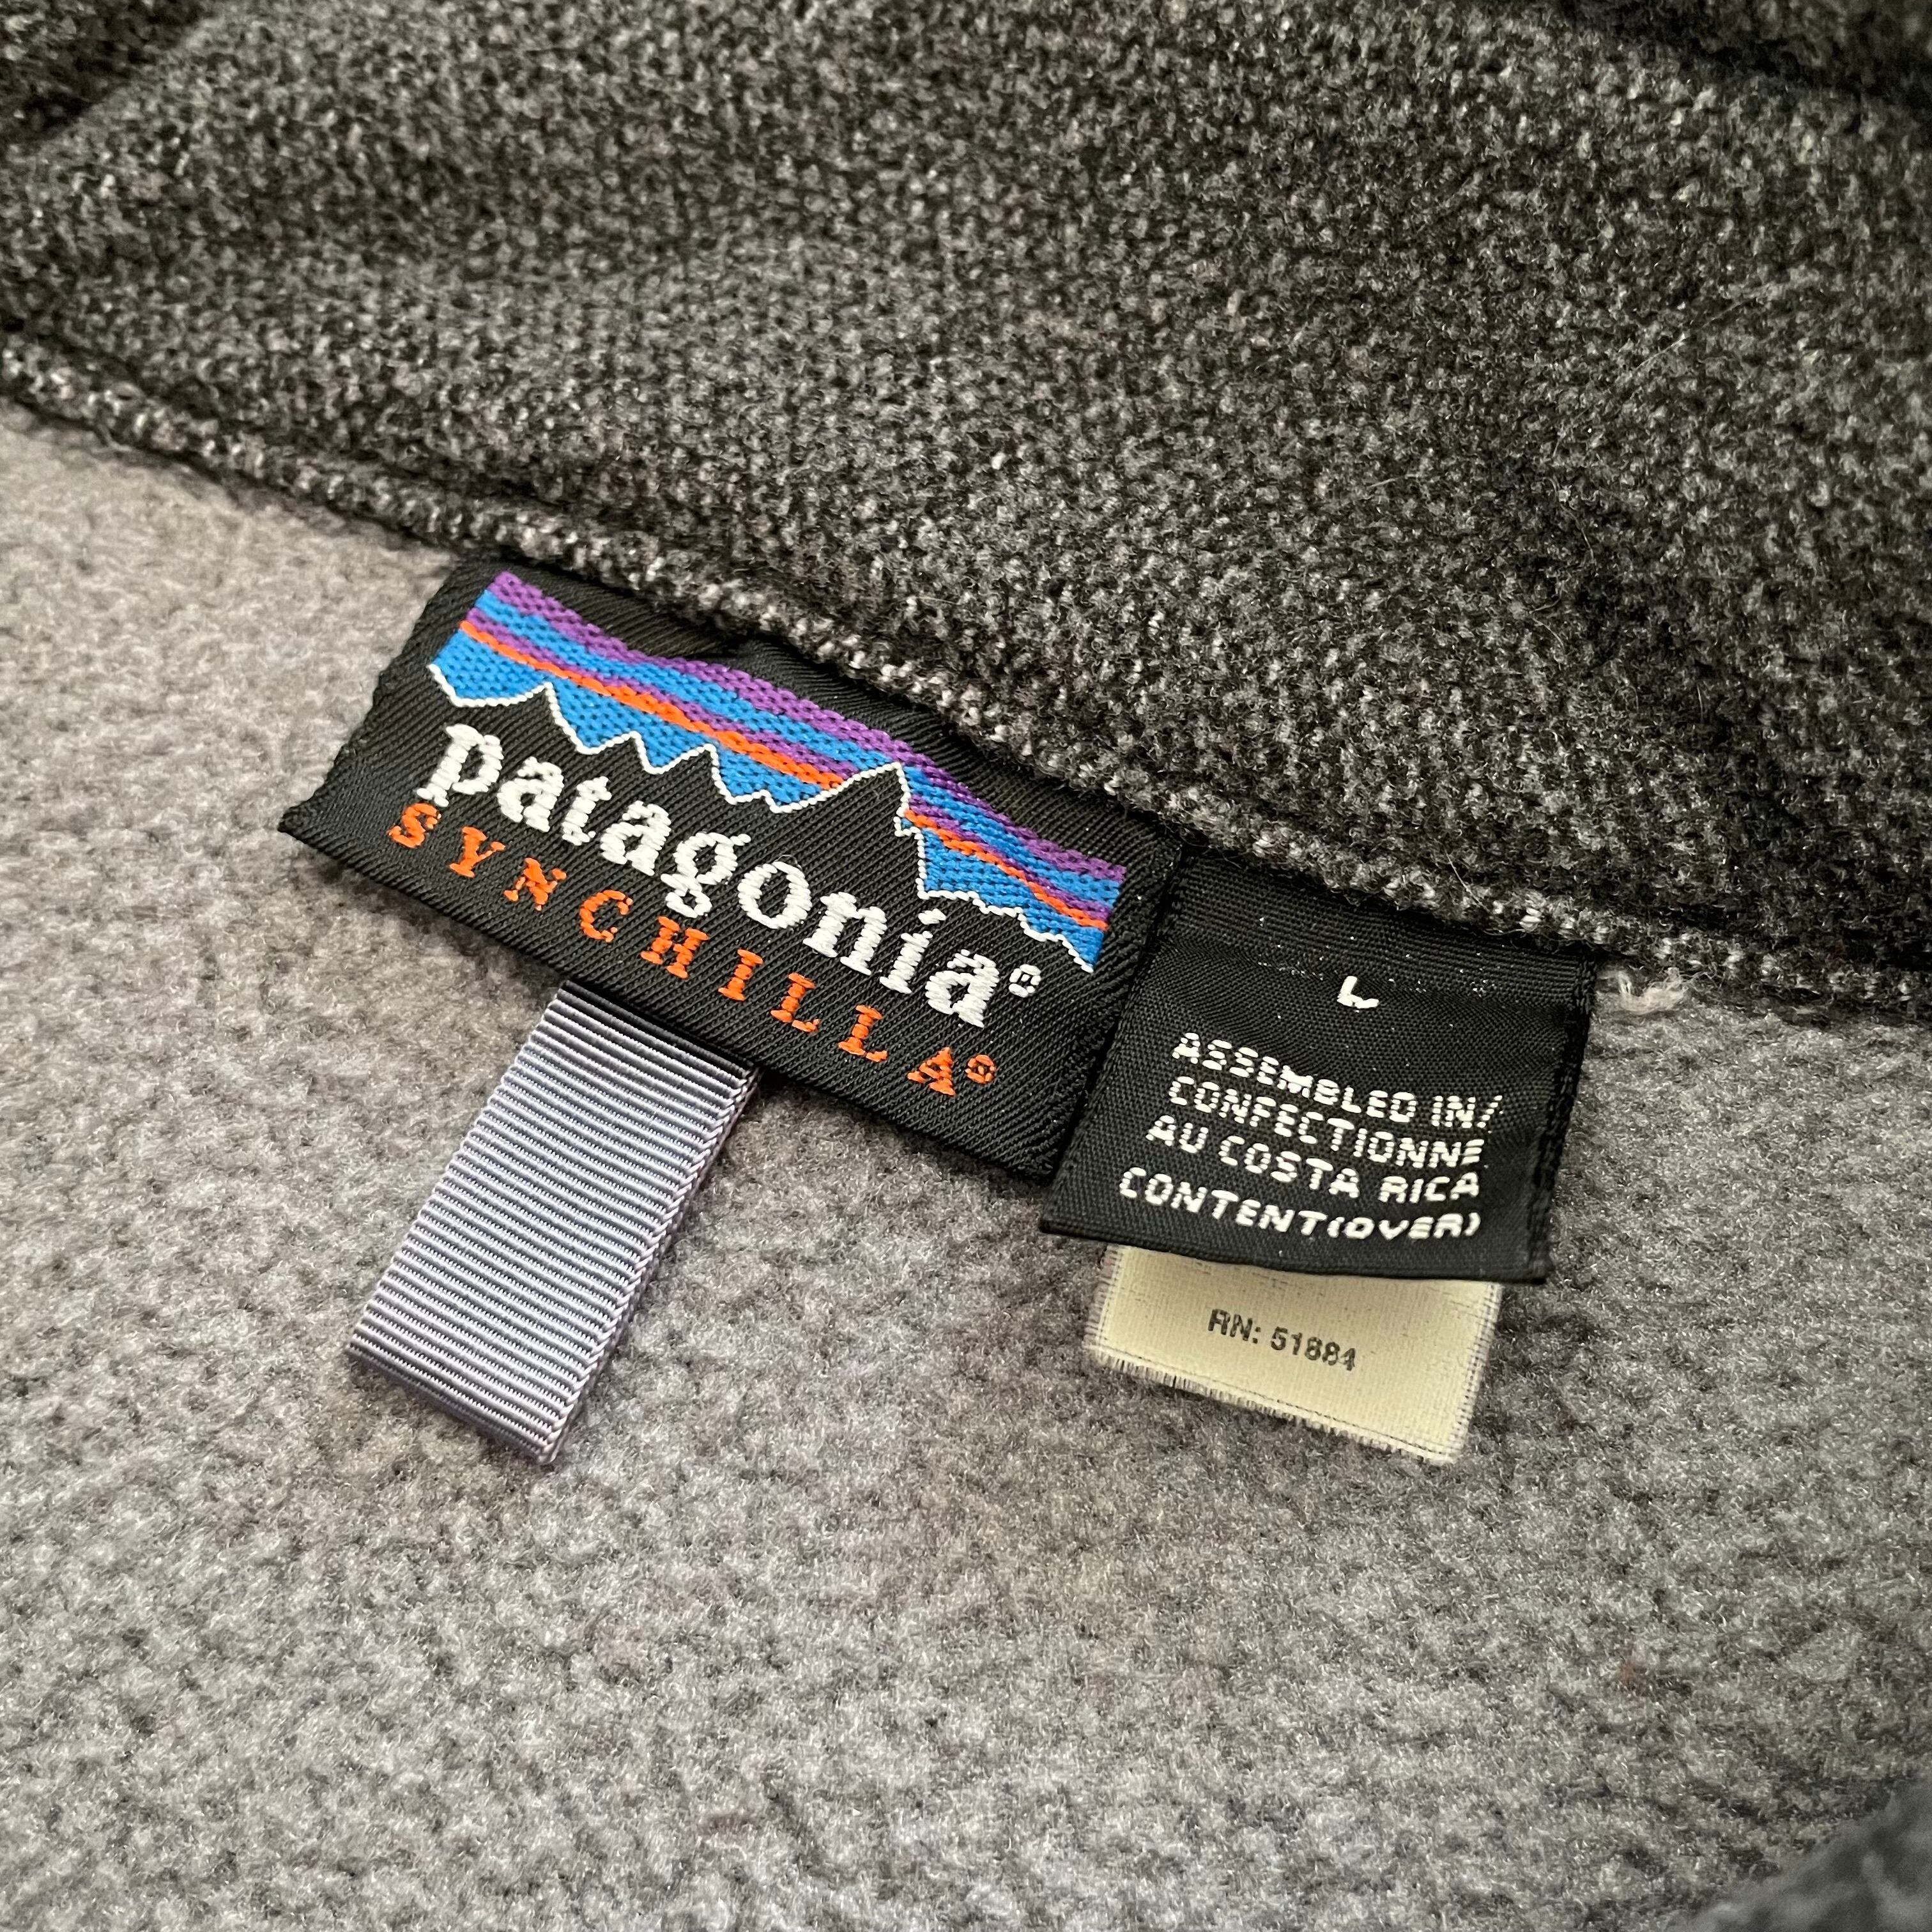 patagonia®
SYNCHILLA®
L
ASSEMBLED IN/
CONFECTIONNE
AU COSTA RICA
CONTENT(OVER)
RN: 51884